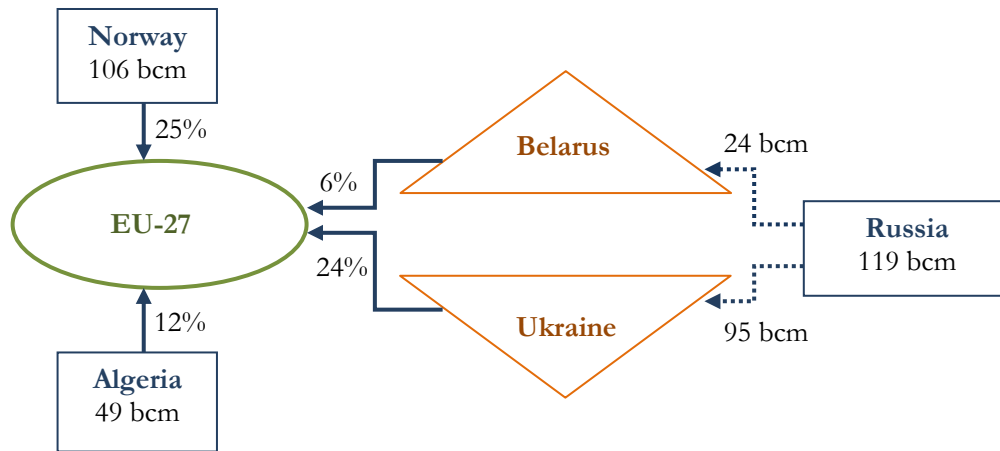 Norway
106 bcm
25%
Belarus
24 bcm
6%
EU-27
Russia
119 bcm
24%
Ukraine
95 bcm
12%
Algeria
49 bcm